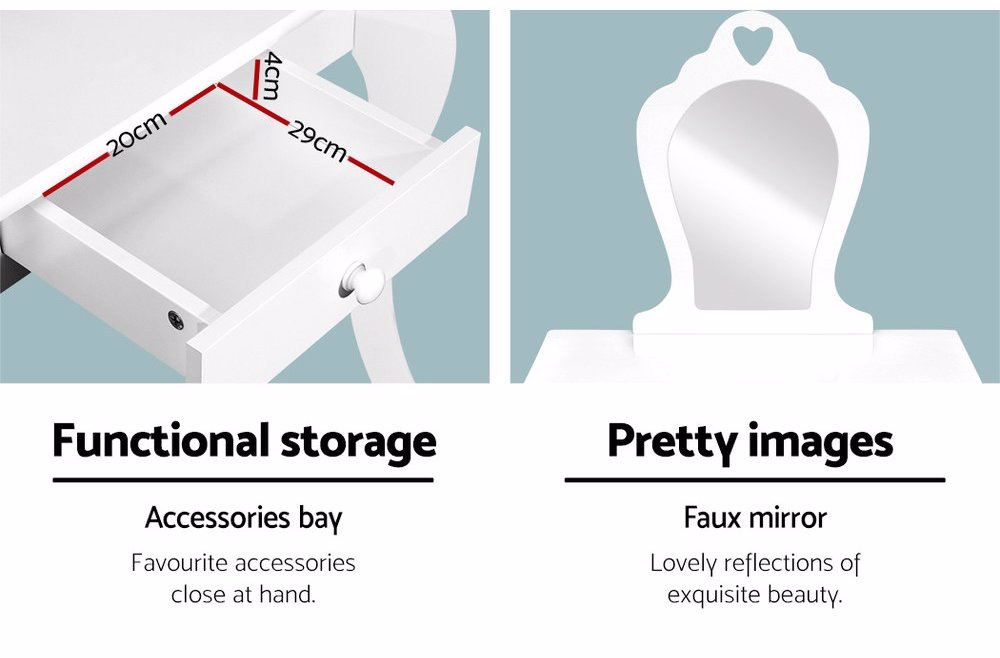 20cm
4cm
29cm
Functional storage
Accessories bay
Favourite accessories
close at hand.
Pretty images
Faux mirror
Lovely reflections of
exquisite beauty.